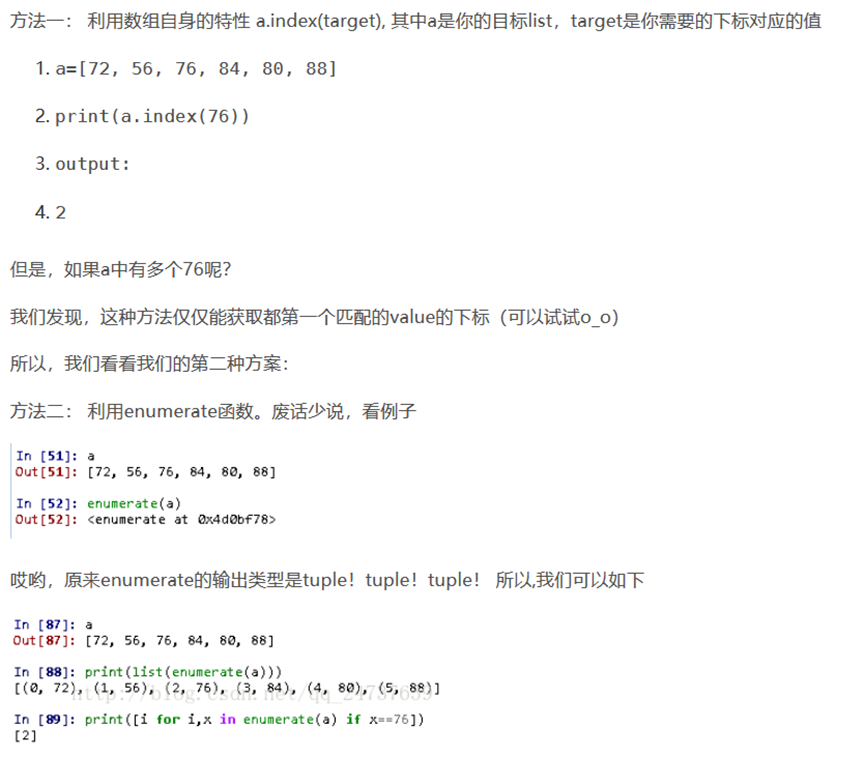 方法一： 利用数组自身的特性 a.index(target), 其中a是你的目标list，target是你需要的下标对应的值
1. a=[72, 56, 76, 84, 80, 88]
2. print(a.index(76))
3. output:
4. 2
但是，如果a中有多个76呢？
我们发现，这种方法仅仅能获取都第一个匹配的value的下标（可以试试o_o）
所以，我们看看我们的第二种方案：
方法二： 利用enumerate函数。废话少说，看例子
In [51]: a
Out[51]: [72, 56, 76, 84, 80, 88]
In [52]: enumerate(a)
Out[52]: <enumerate at 0x4d0bf78>
哎哟，原来enumerate的输出类型是tuple！tuple！tuple！ 所以,我们可以如下
In [87]: a
Out[87]: [72, 56, 76, 84, 80, 88]
In [88]: print(list(enumerate(a)))
[(0, 72), (1, 56), (2, 76), (3, 84), (4, 80), (5, 88)]
In [89]: print([i for i,x in enumerate(a) if x==76])
[2]